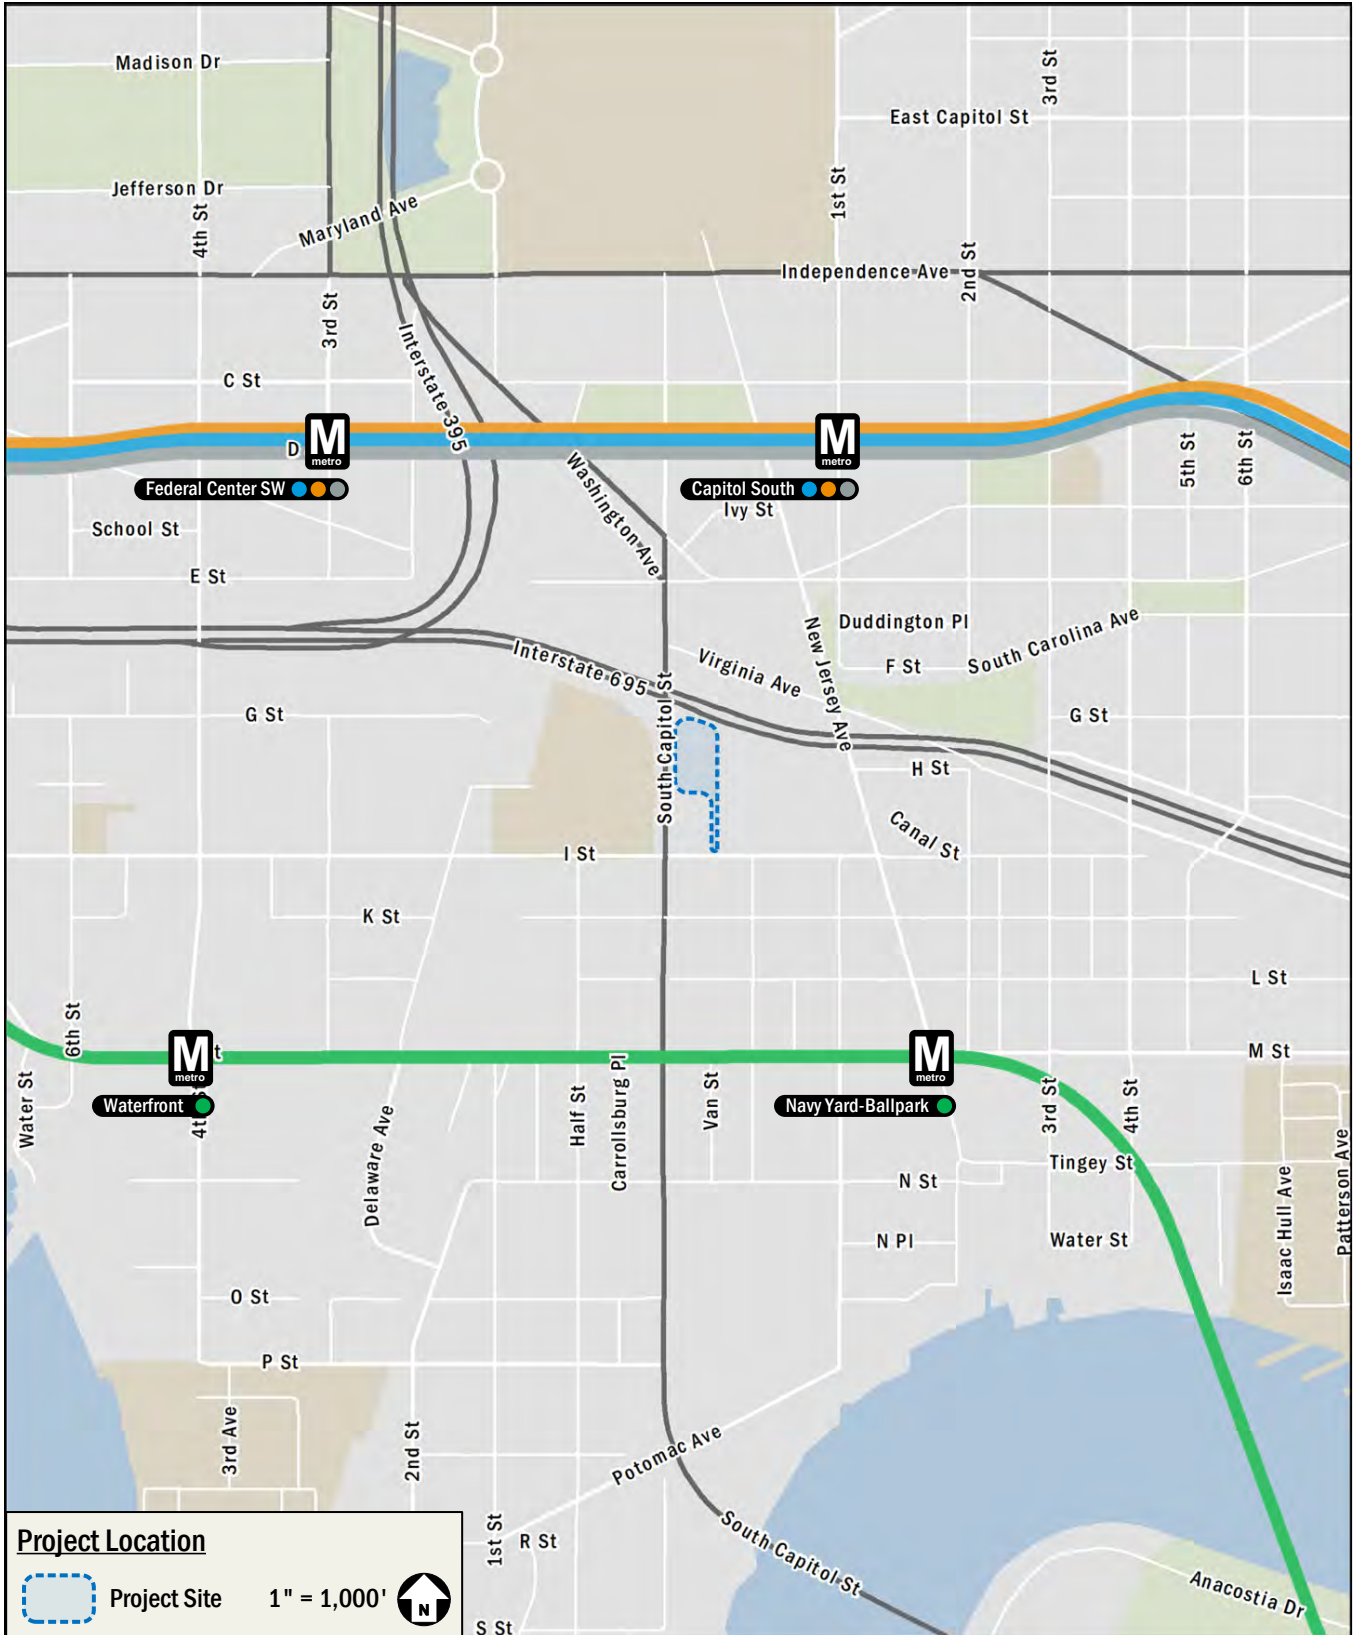 Madison Dr
3rd St
East Capitol St
Jefferson Dr
1st St
4th St
Maryland Ave
2nd St
Independence Ave
3rd St
Interstate 395
C St
M
metro
M
metro
D
5th St
6th St
Federal Center SW
Capitol South
Washington Ave
Ivy St
School St
E St
Duddington Pl
South Carolina Ave
New Jersey Ave
Interstate 695
Virginia Ave
F St
South Capitol St
G St
G St
H St
Canal St
I St
K St
L St
6th St
M
metro
t
M
metro
M St
Water St
Waterfront
4th St
Delaware Ave
Half St
Carrollsburg Pl
Van St
Navy Yard-Ballpark
3rd St
4th St
Tingey St
N St
Isaac Hull Ave
Patterson Ave
N Pl
Water St
O St
P St
3rd Ave
2nd St
Potomac Ave
1st St
R St
South Capitol St
Anacostia Dr
S St
Project Location
Project Site
1" = 1,000'
N